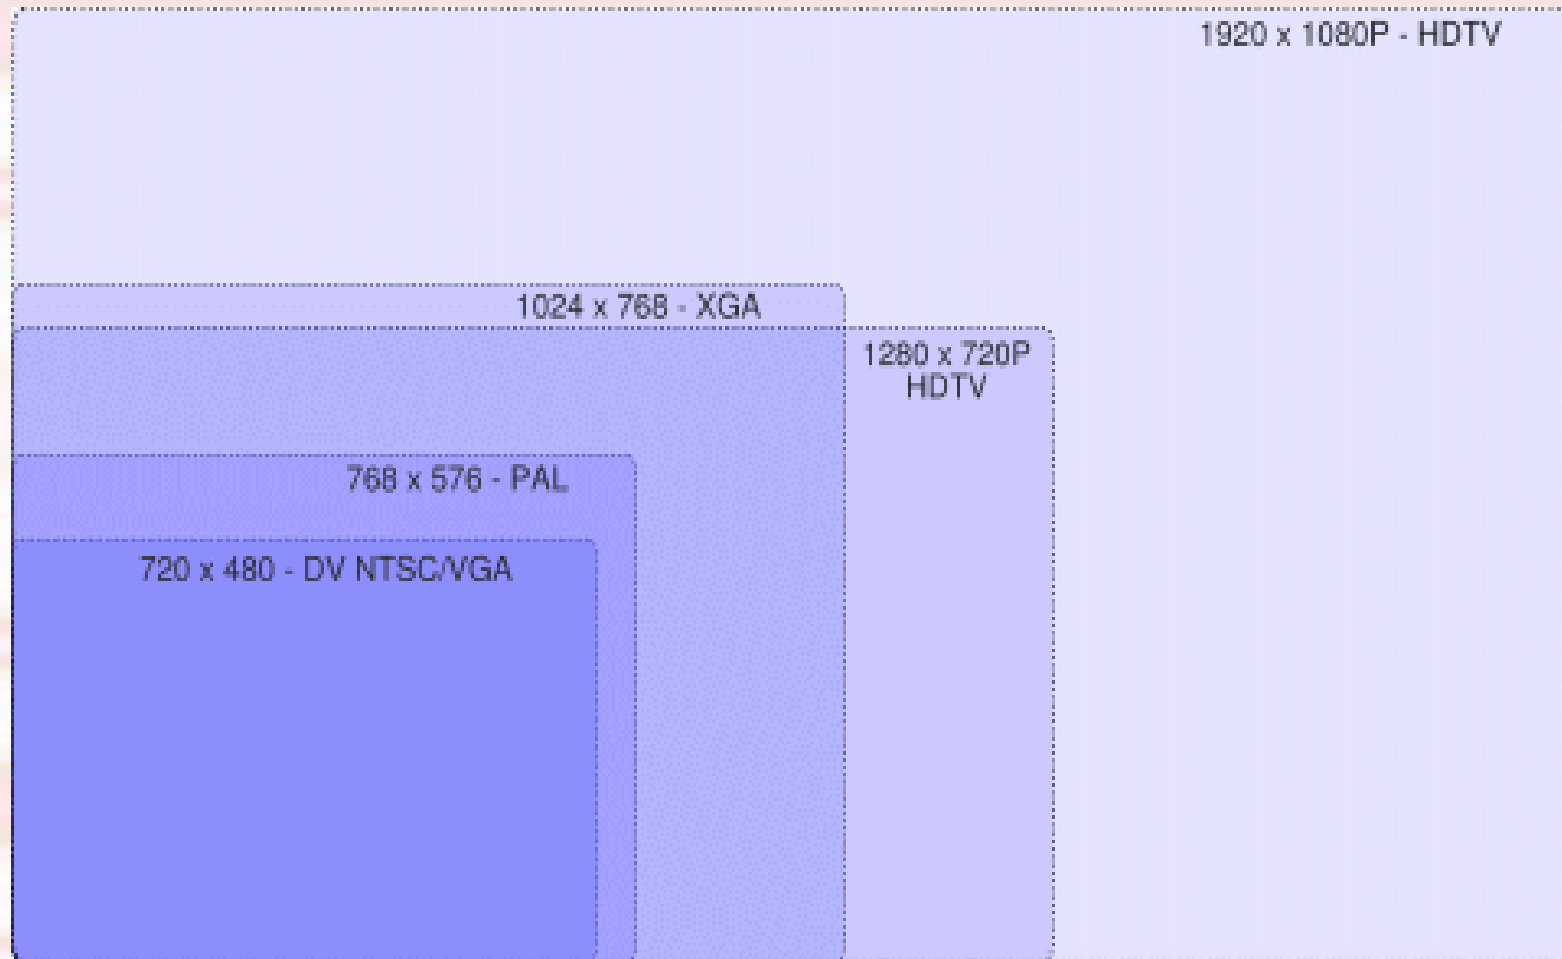 1920 x 1080P - HDTV
1024 x 768 - XGA
1280 x 720P
HDTV
768 x 576 - PAL
720 x 480 - DV NTSC/VGA